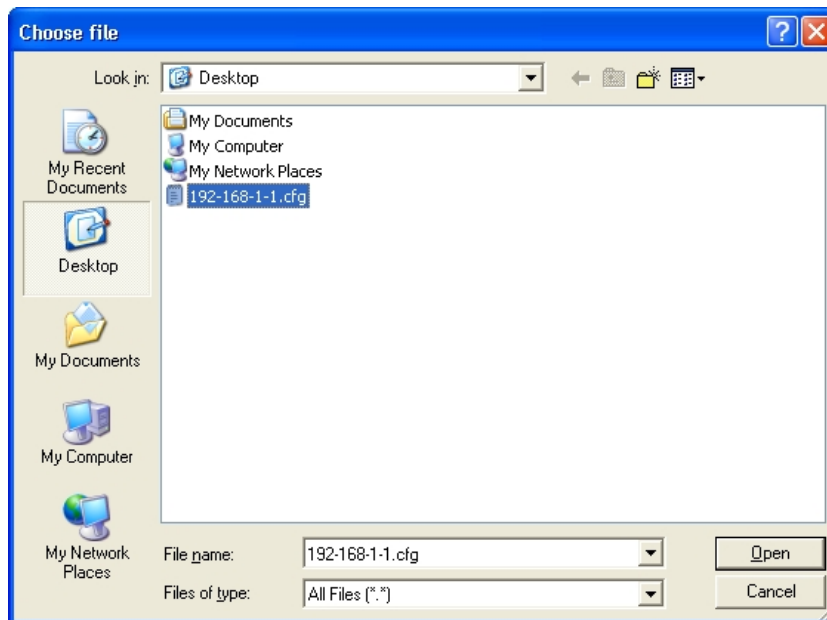 Choose file
Look in:
Desktop
My Documents
My Computer
My Network Places
192-168-1-1.cfg
My Recent
Documents
Desktop
My Documents
My Computer
My Network
Places
File name:
192-168-1-1.cfg
Open
Files of type:
All Files (*.*)
Cancel